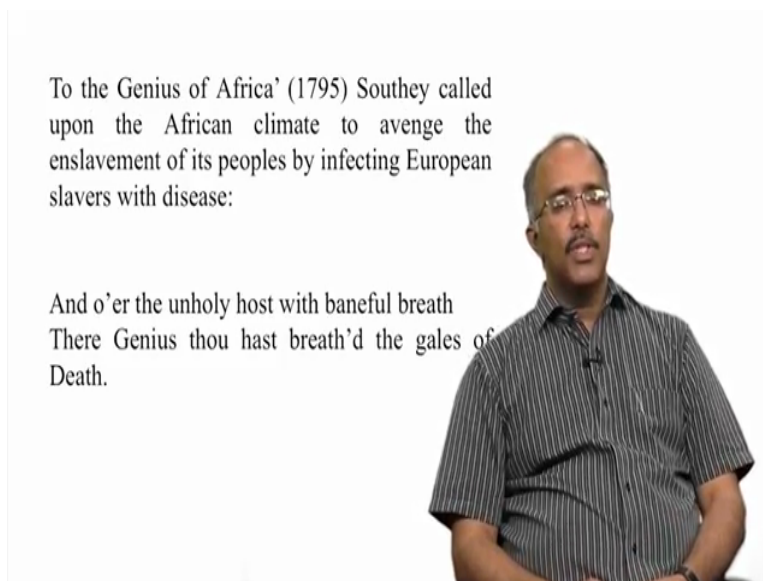 To the Genius of Africa’ (1795) Southey called
upon the African climate to avenge the
enslavement of its peoples by infecting European
slavers with disease:
And o’er the unholy host with baneful breath
There Genius thou hast breath’d the gales of
Death.